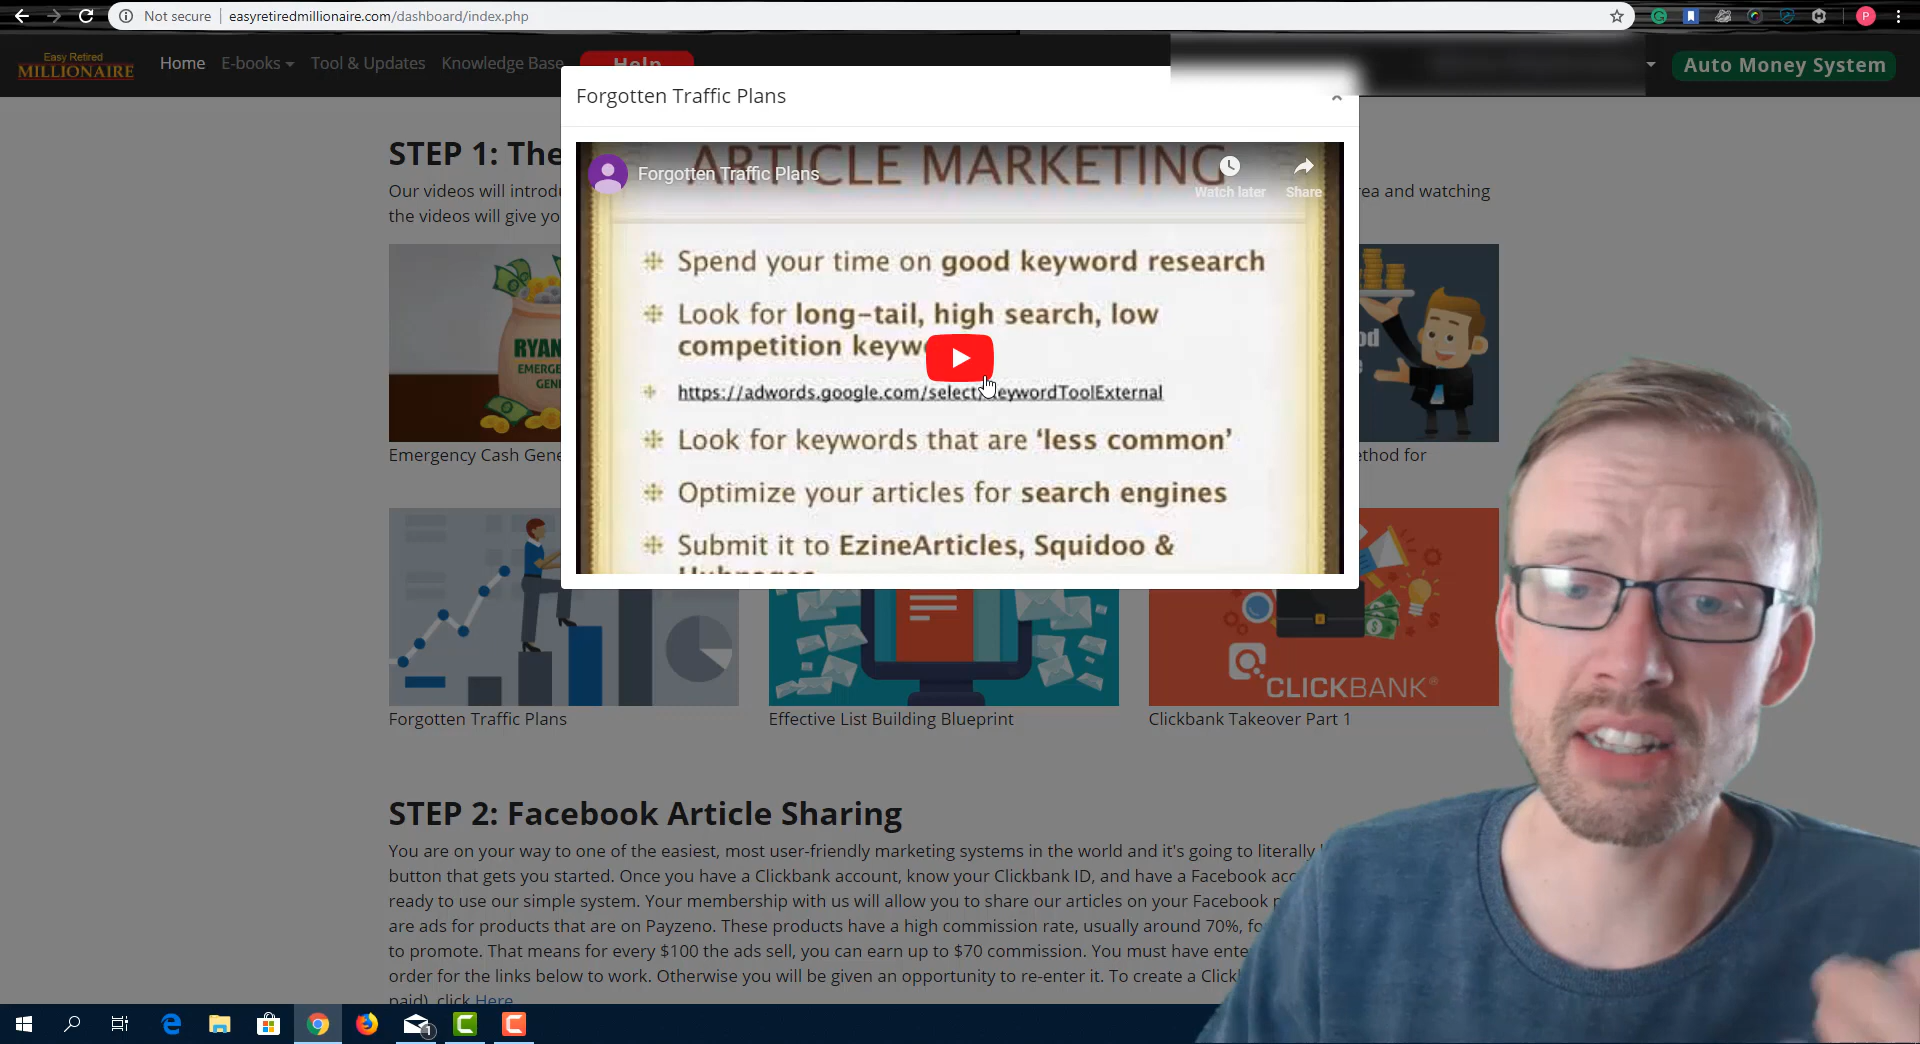 Not secure
easyretiredmillionaire.com/dashboard/index.php
P
Easy Retired
MILLIONAIRE
Home
E-books
Tool & Updates
Knowledge Base
Help
Auto Money System
Forgotten Traffic Plans
ARTICLE MARKETING
Forgotten Traffic Plans
Watch later
Share
Spend your time on good keyword research
Look for long-tail, high search, low
competition keyw
https://adwords.google.com/select
eywordToolExternal
Look for keywords that are ‘less common’
Optimize your articles for search engines
Submit it to EzineArticles, Squidoo &
STEP 1: The
Our videos will introdu
rea and watching
the videos will give yo
RYAN
EMERGE
GEN
Emergency Cash Gene
od
thod for
Forgotten Traffic Plans
Effective List Building Blueprint
CLICKBANK®
Clickbank Takeover Part 1
STEP 2: Facebook Article Sharing
You are on your way to one of the easiest, most user-friendly marketing systems in the world and it's going to literally
button that gets you started. Once you have a Clickbank account, know your Clickbank ID, and have a Facebook acc
ready to use our simple system. Your membership with us will allow you to share our articles on your Facebook
are ads for products that are on Payzeno. These products have a high commission rate, usually around 70%, fo
to promote. That means for every $100 the ads sell, you can earn up to $70 commission. You must have ente
order for the links below to work. Otherwise you will be given an opportunity to re-enter it. To create a Click
paid), click Here
1